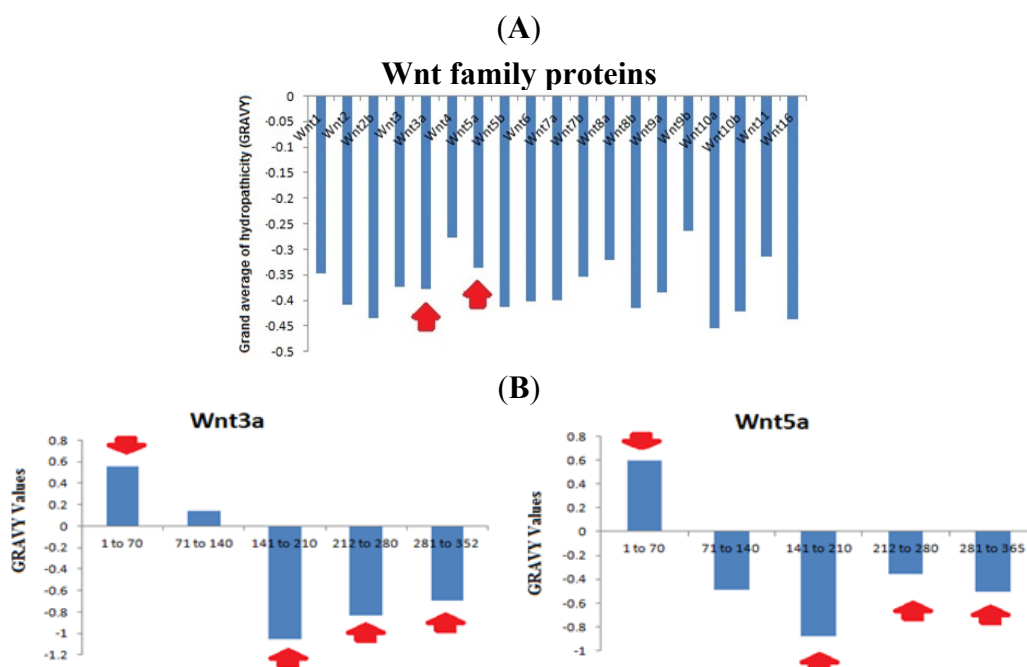 (A)
Wnt family proteins
Grand average of hydropathicity (GRAVY)
0
-0.05
-0.1
-0.15
-0.2
-0.25
-0.3
-0.35
-0.4
-0.45
-0.5
Wnt1
Wnt2
Wnt2b
Wnt3
Wnt3a
Wnt4
Wnt5a
Wnt5b
Wnt6
Wnt7a
Wnt7b
Wnt8a
Wnt8b
Wnt9a
Wnt9b
Wnt10a
Wnt10b
Wnt11
Wnt16
(B)
Wnt3a
GRAVY Values
0.8
0.6
0.4
0.2
0
-0.2
-0.4
-0.6
-0.8
-1
-1.2
1 to 70
71 to 140
141 to 210
212 to 280
281 to 352
Wnt5a
GRAVY Values
0.8
0.6
0.4
0.2
0
-0.2
-0.4
-0.6
-0.8
-1
1 to 70
71 to 140
141 to 210
212 to 280
281 to 365